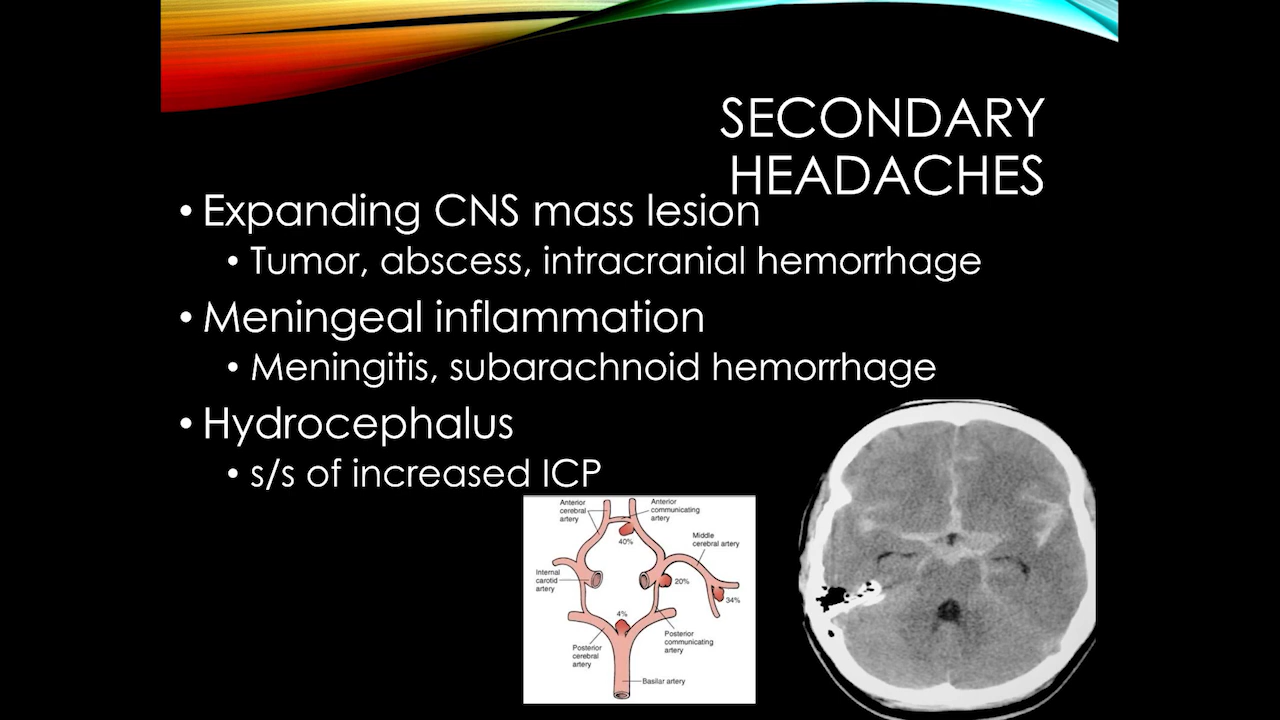 SECONDARY
HEADACHES
• Expanding CNS mass lesion
• Tumor, abscess, intracranial hemorrhage
• Meningeal inflammation
• Meningitis, subarachnoid hemorrhage
• Hydrocephalus
• s/s of increased ICP
Anterior
cerebral
artery
Anterior
communicating
artery
40%
Middle
cerebral artery
Internal
carotid
artery
20%
34%
4%
Posterior
cerebral
artery
Posterior
communicating
artery
Basilar artery